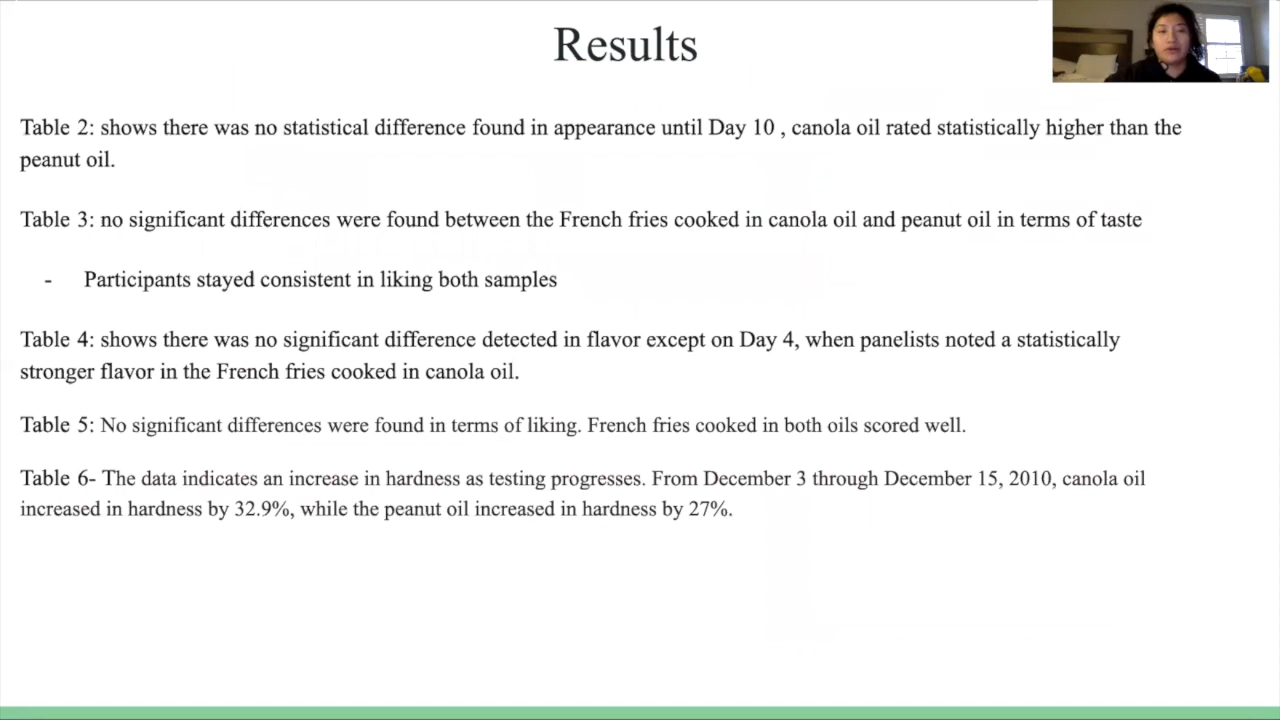 Results
Table 2: shows there was no statistical difference found in appearance until Day 10 , canola oil rated statistically higher than the
peanut oil.
Table 3: no significant differences were found between the French fries cooked in canola oil and peanut oil in terms of taste
- Participants stayed consistent in liking both samples
Table 4: shows there was no significant difference detected in flavor except on Day 4, when panelists noted a statistically
stronger flavor in the French fries cooked in canola oil.
Table 5: No significant differences were found in terms of liking. French fries cooked in both oils scored well.
Table 6- The data indicates an increase in hardness as testing progresses. From December 3 through December 15, 2010, canola oil
increased in hardness by 32.9%, while the peanut oil increased in hardness by 27%.